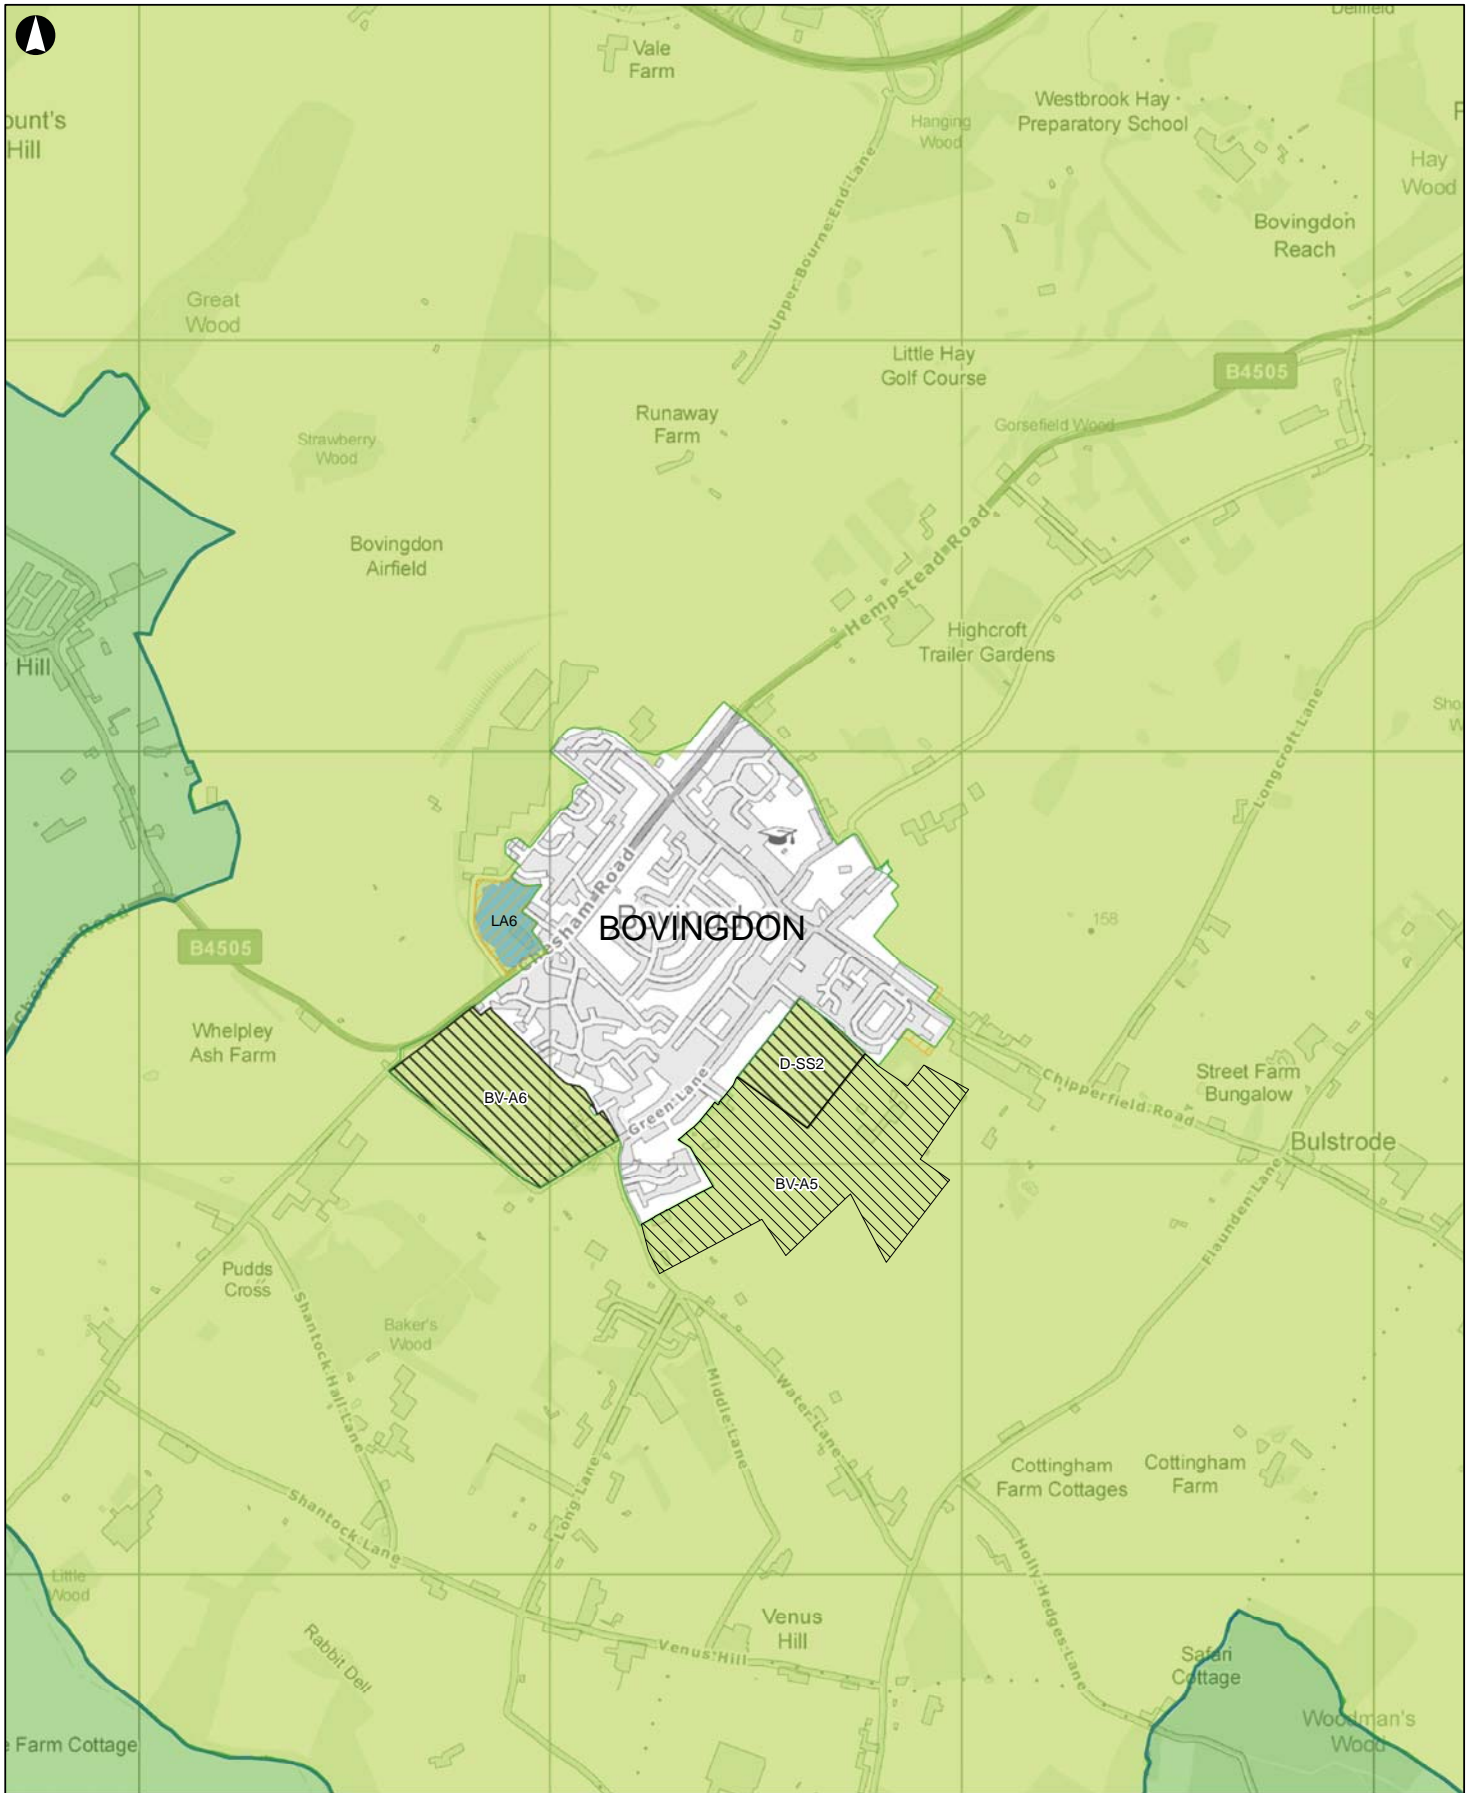 Vale
Farm
Westbrook Hay
Preparatory School
Hanging
Wood
Hay
Wood
Hill
Upper Bourne End Lane
Bovingdon
Reach
Great
Wood
Little Hay
Golf Course
B4505
Runaway
Farm
Gorsefield Wood
Strawberry
Wood
Bovingdon
Airfield
Hempstead Road
Highcroft
Trailer Gardens
Hill
Longcroft Lane
Chesham Road
LA6
Bovingdon
BOVINGDON
158
B4505
Chesham Road
Whelpley
Ash Farm
D-SS2
BV-A6
Green Lane
Chipperfield Road
Street Farm
Bungalow
Bulstrode
BV-A5
Flaunden Lane
Pudds
Cross
Shantock Hall Lane
Baker's
Wood
Middle Lane
Water Lane
Long Lane
Cottingham
Farm Cottages
Cottingham
Farm
Shantock Lane
Holly Hedges Lane
Little
Wood
Venus
Hill
Rabbit Dell
Venus Hill
Safari
Cottage
Woodman's
Wood
Farm Cottage